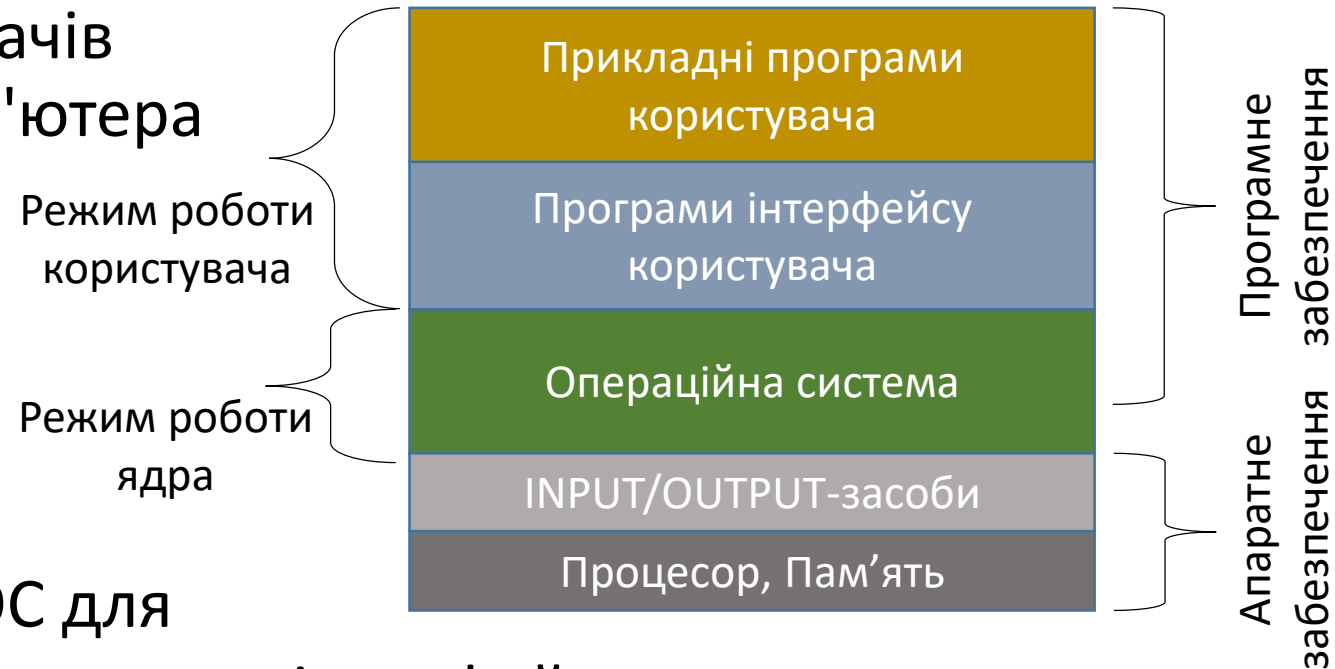 ачів
'ютера
Режим роботи
користувача
Режим роботи
ядра
ОС для
Прикладні програми
користувача
Програми інтерфейсу
користувача
Операційна система
INPUT/OUTPUT-засоби
Процесор, Пам’ять
Програмне
забезпечення
Апаратне
забезпечення